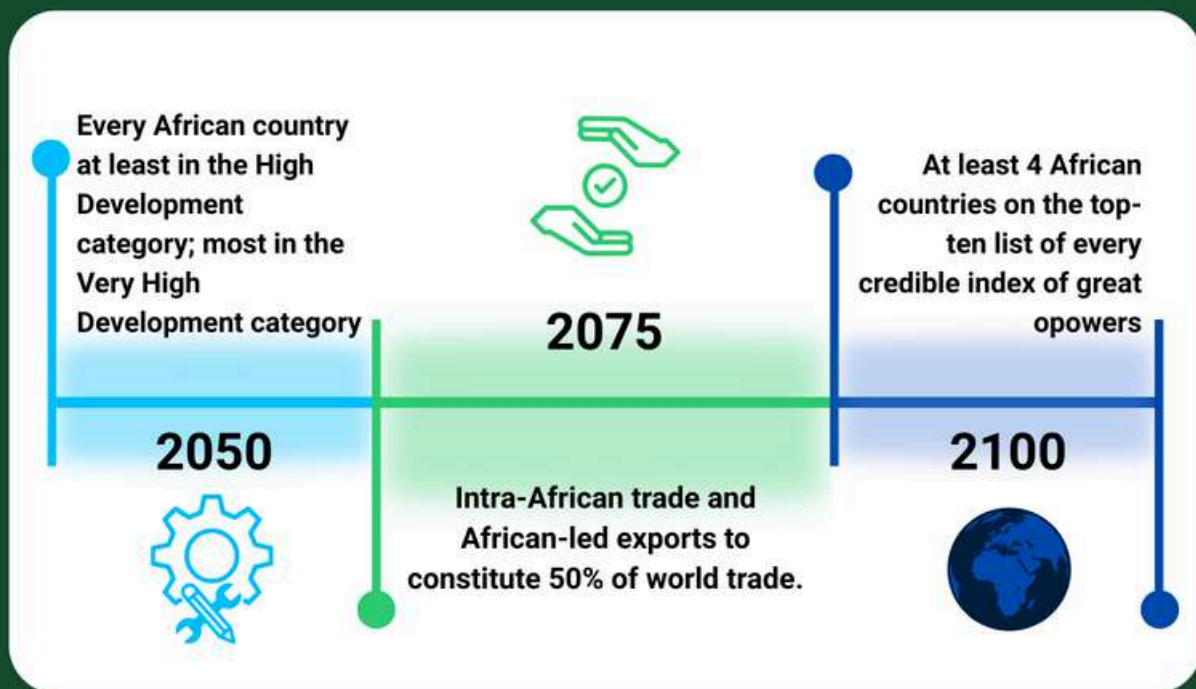 Every African country
at least in the High
Development
category; most in the
Very High
Development category
2050
2075
Intra-African trade and
African-led exports to
constitute 50% of world trade.
At least 4 African
countries on the top-
ten list of every
credible index of great
opowers
2100